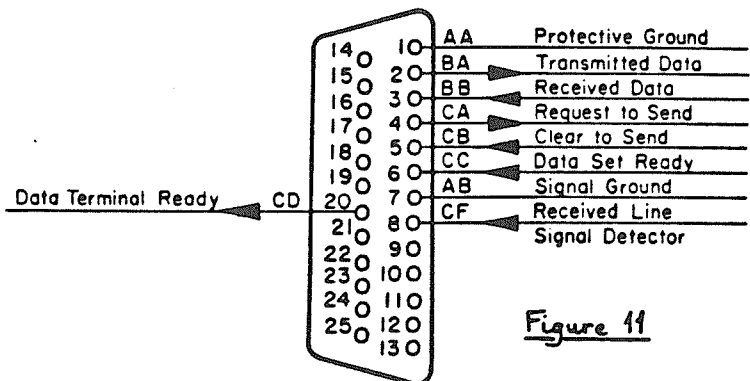 1 AA Protective Ground
14
2 BA Transmitted Data
15
3 BB Received Data
16
4 CA Request to Send
17
5 CB Clear to Send
18
6 CC Data Set Ready
19
7 AB Signal Ground
Data Terminal Ready CD 20
8 CF Received Line
Signal Detector
21
9
22
10
23
11
24
12
25
13
Figure 11